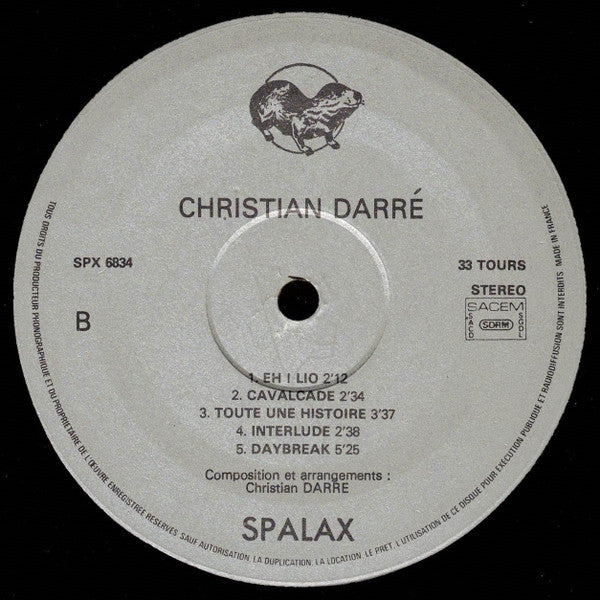 CHRISTIAN DARRÉ
SPX 6834
33 TOURS
STEREO
B
SACEM
SACD
SDRM
SGDL
1. EH ! LIO 2'12
2. CAVALCADE 2'34
3. TOUTE UNE HISTOIRE 3'37
4. INTERLUDE 2'38
5. DAYBREAK 5'25
Composition et arrangements :
Christian DARRE
SPALAX
TOUS DROITS DU PRODUCTEUR PHONOGRAPHIQUE ET DU PROPRIETAIRE DE L'ŒUVRE ENREGISTREE RESERVES SAUF AUTORISATION, LA DUPLICATION, LA LOCATION, LE PRET, L'UTILISATION DE CE DISQUE POUR EXECUTION PUBLIQUE ET RADIODIFFUSION SONT INTERDITS MADE IN FRANCE